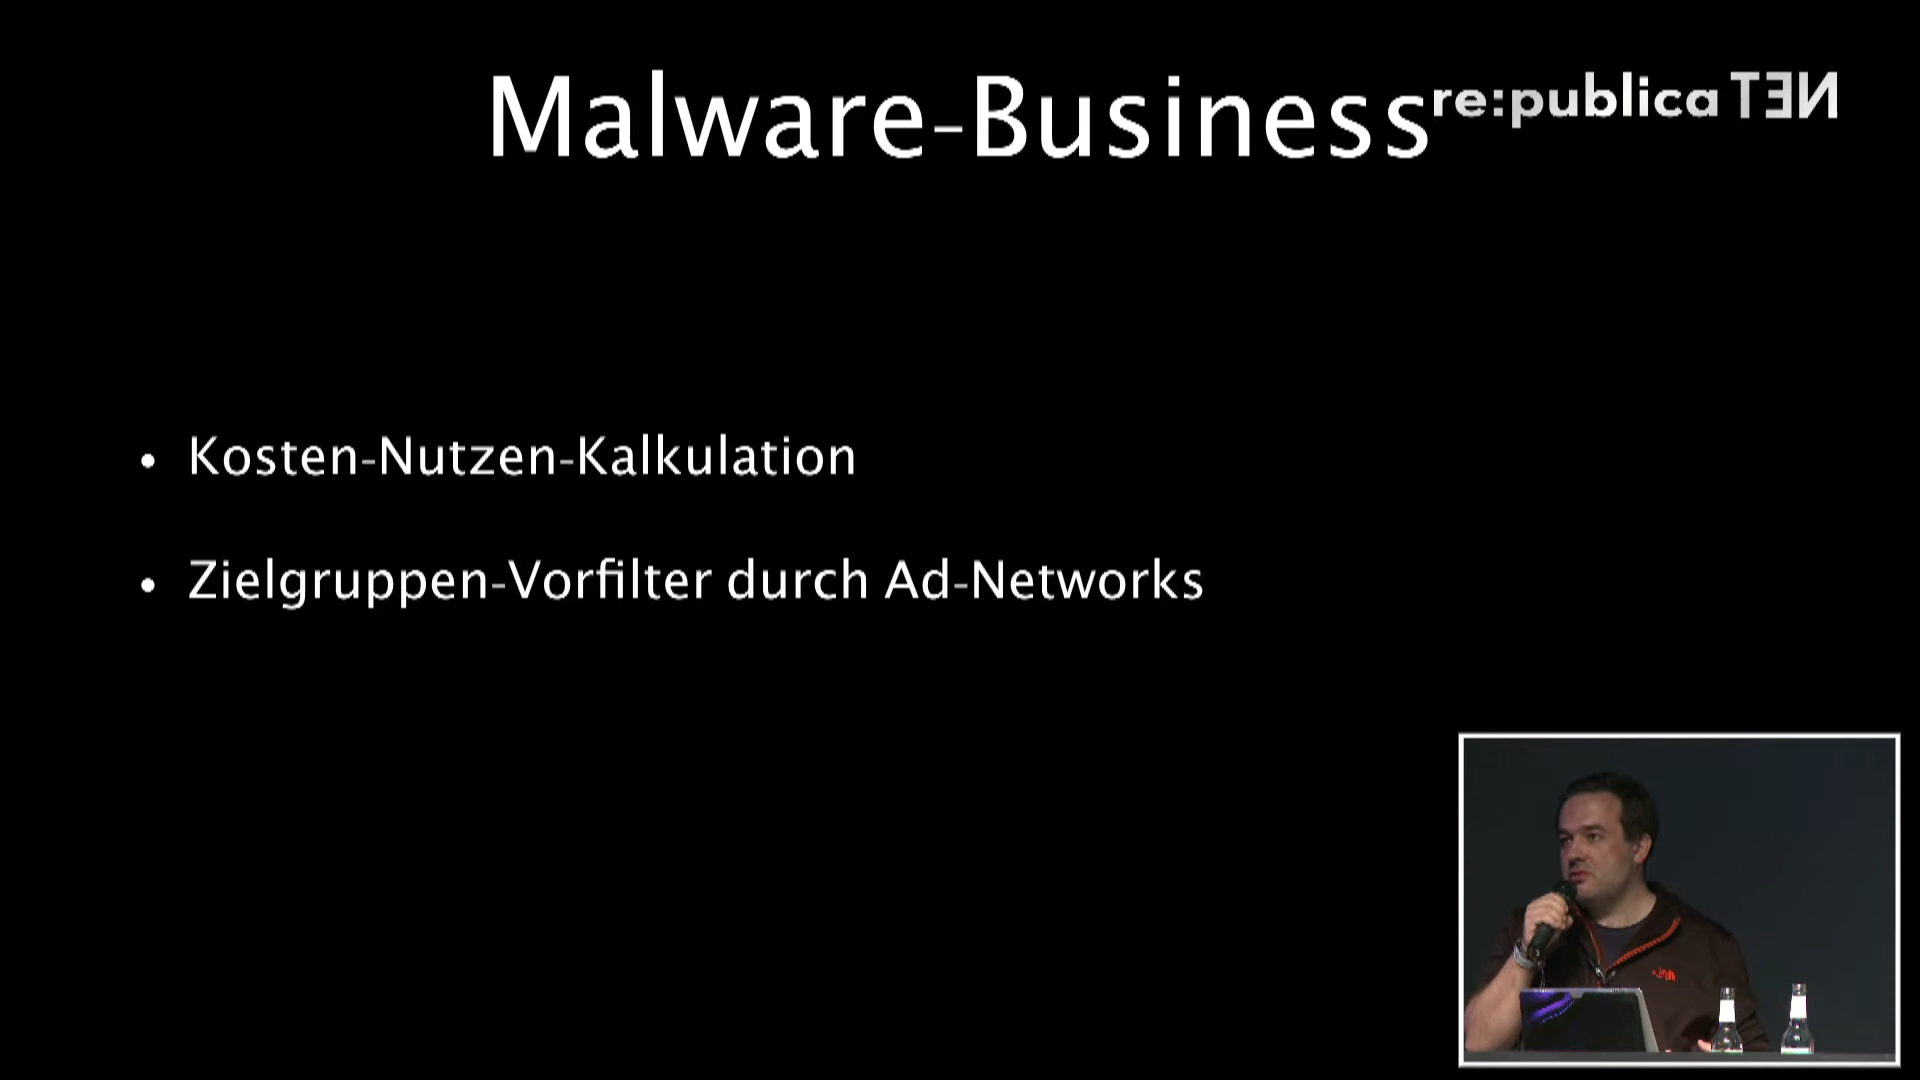 Malware-Business
re:publica TEN
• Kosten-Nutzen-Kalkulation
• Zielgruppen-Vorfilter durch Ad-Networks